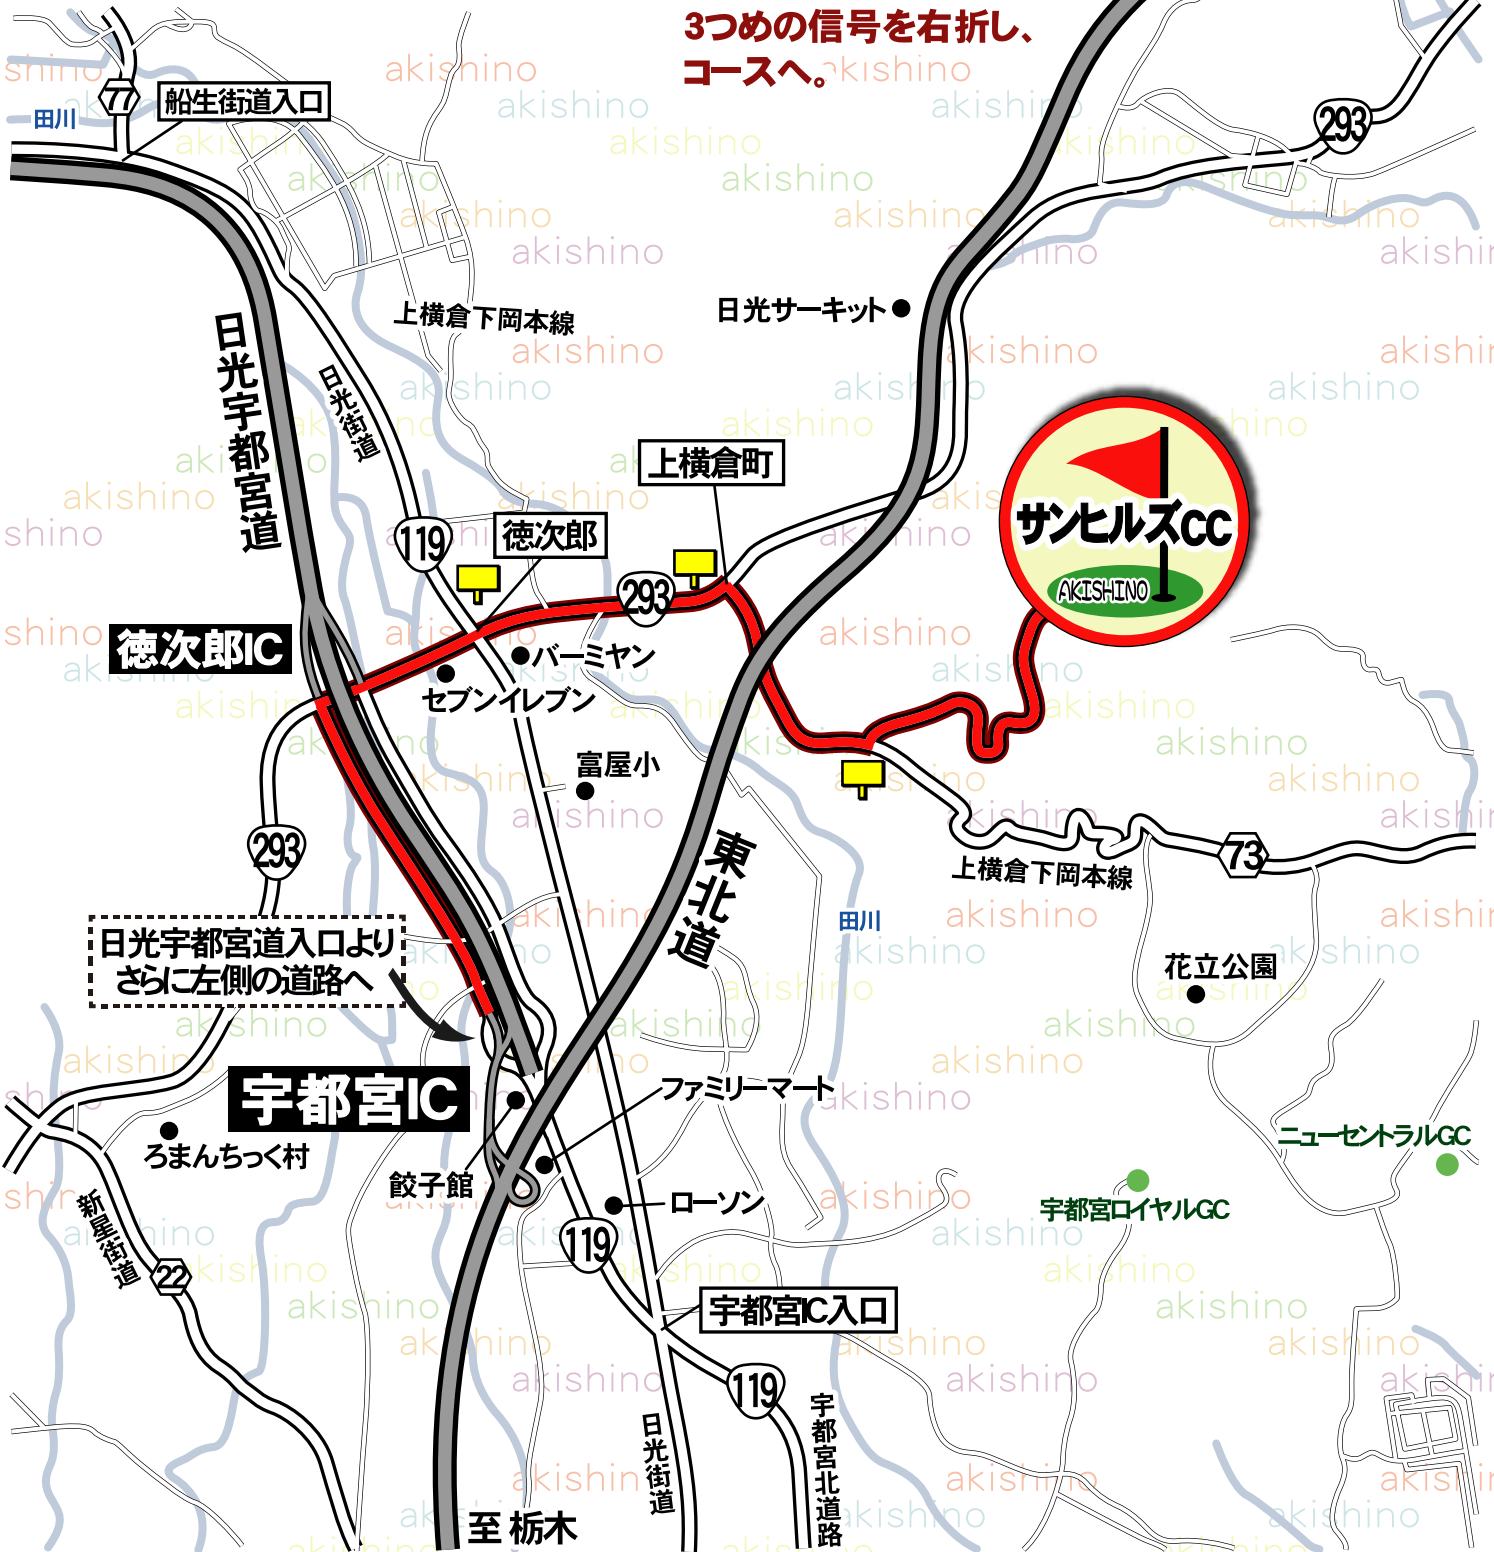 3つめの信号を右折し、
コースへ。
77
船生街道入口
田川
293
上横倉下岡本線
日光サーキット
日光宇都宮道
日光街道
上横倉町
サンヒルズCC
AKISHINO
119
徳次郎
293
徳次郎IC
バーミヤン
セブンイレブン
富屋小
293
東北道
上横倉下岡本線
73
日光宇都宮道入口より
さらに左側の道路へ
田川
花立公園
宇都宮IC
ファミリーマート
ろまんちっく村
餃子館
ローソン
ニューセントラルGC
宇都宮ロイヤルGC
新星街道
22
119
宇都宮IC入口
119
日光街道
宇都宮北道路
至 栃木
akishino